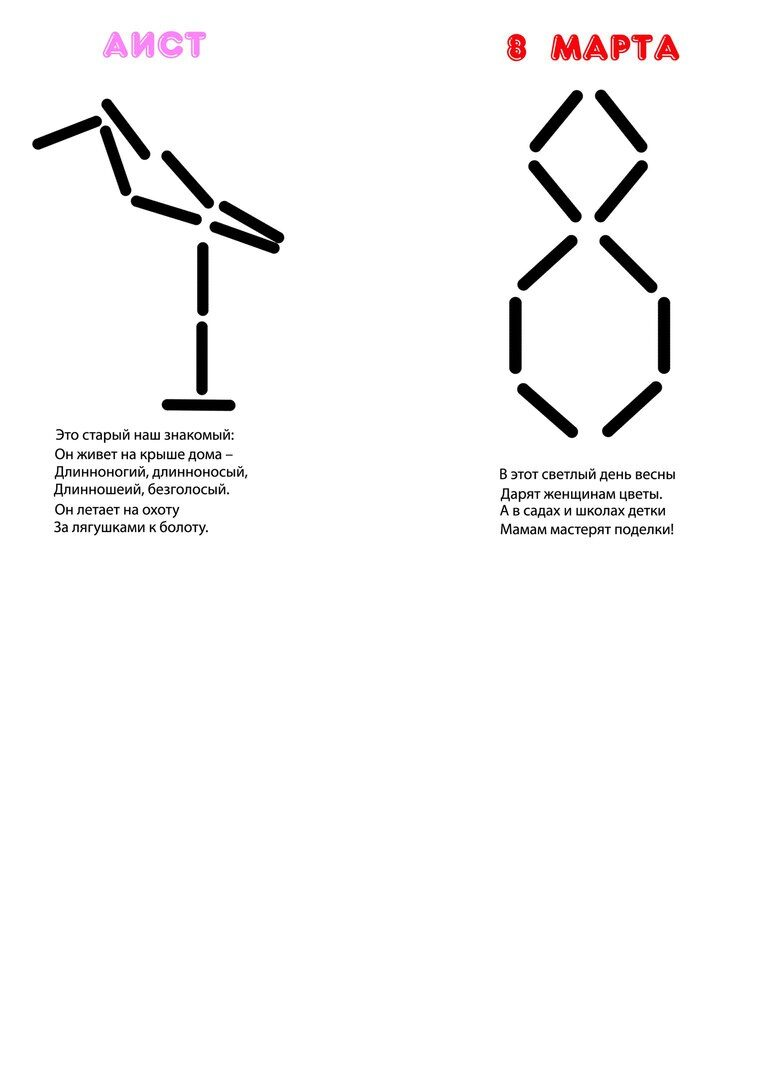 АИСТ
Это старый наш знакомый:
Он живет на крыше дома –
Длинноногий, длинноносый,
Длинношеий, безголосый.
Он летает на охоту
За лягушками к болоту.
8 МАРТА
В этот светлый день весны
Дарят женщинам цветы.
А в садах и школах детки
Мамам мастерят поделки!